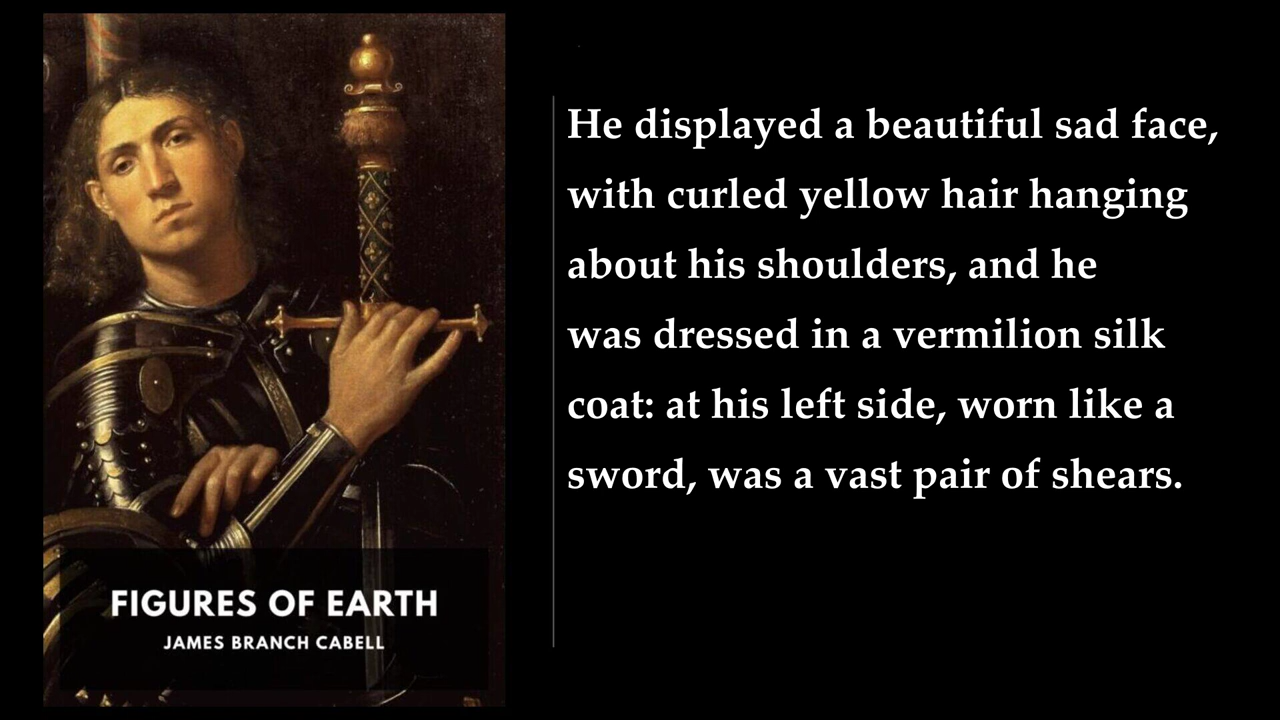 He displayed a beautiful sad face,
with curled yellow hair hanging
about his shoulders, and he
was dressed in a vermilion silk
coat: at his left side, worn like a
sword, was a vast pair of shears.
FIGURES OF EARTH
JAMES BRANCH CABELL